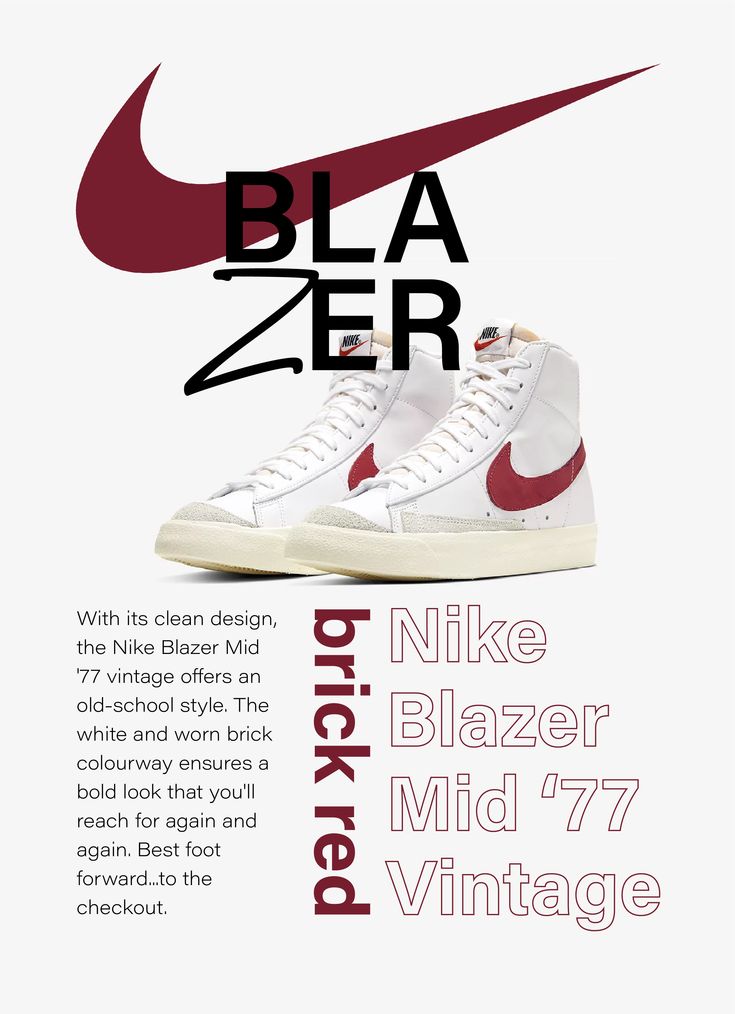 BLA
ZER
NIKE
NIKE
With its clean design,
the Nike Blazer Mid
'77 vintage offers an
old-school style. The
white and worn brick
colourway ensures a
bold look that you'll
reach for again and
again. Best foot
forward...to the
checkout.
brick red
Nike
Blazer
Mid ‘77
Vintage